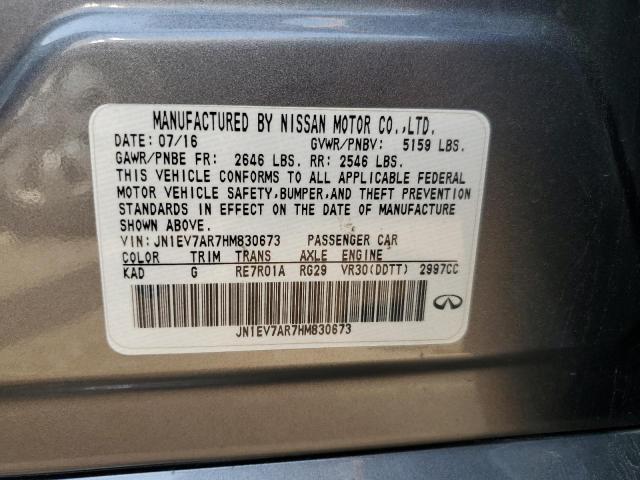 MANUFACTURED BY NISSAN MOTOR CO.,LTD.
DATE: 07/16 GVWR/PNBV: 5159 LBS.
GAWR/PNBE FR: 2646 LBS. RR: 2546 LBS.
THIS VEHICLE CONFORMS TO ALL APPLICABLE FEDERAL
MOTOR VEHICLE SAFETY,BUMPER,AND THEFT PREVENTION
STANDARDS IN EFFECT ON THE DATE OF MANUFACTURE
SHOWN ABOVE.
VIN: JN1EV7AR7HM830673 PASSENGER CAR
COLOR TRIM TRANS AXLE ENGINE
KAD G RE7R01A RG29 VR30(DDTT) 2997CC
JN1EV7AR7HM830673